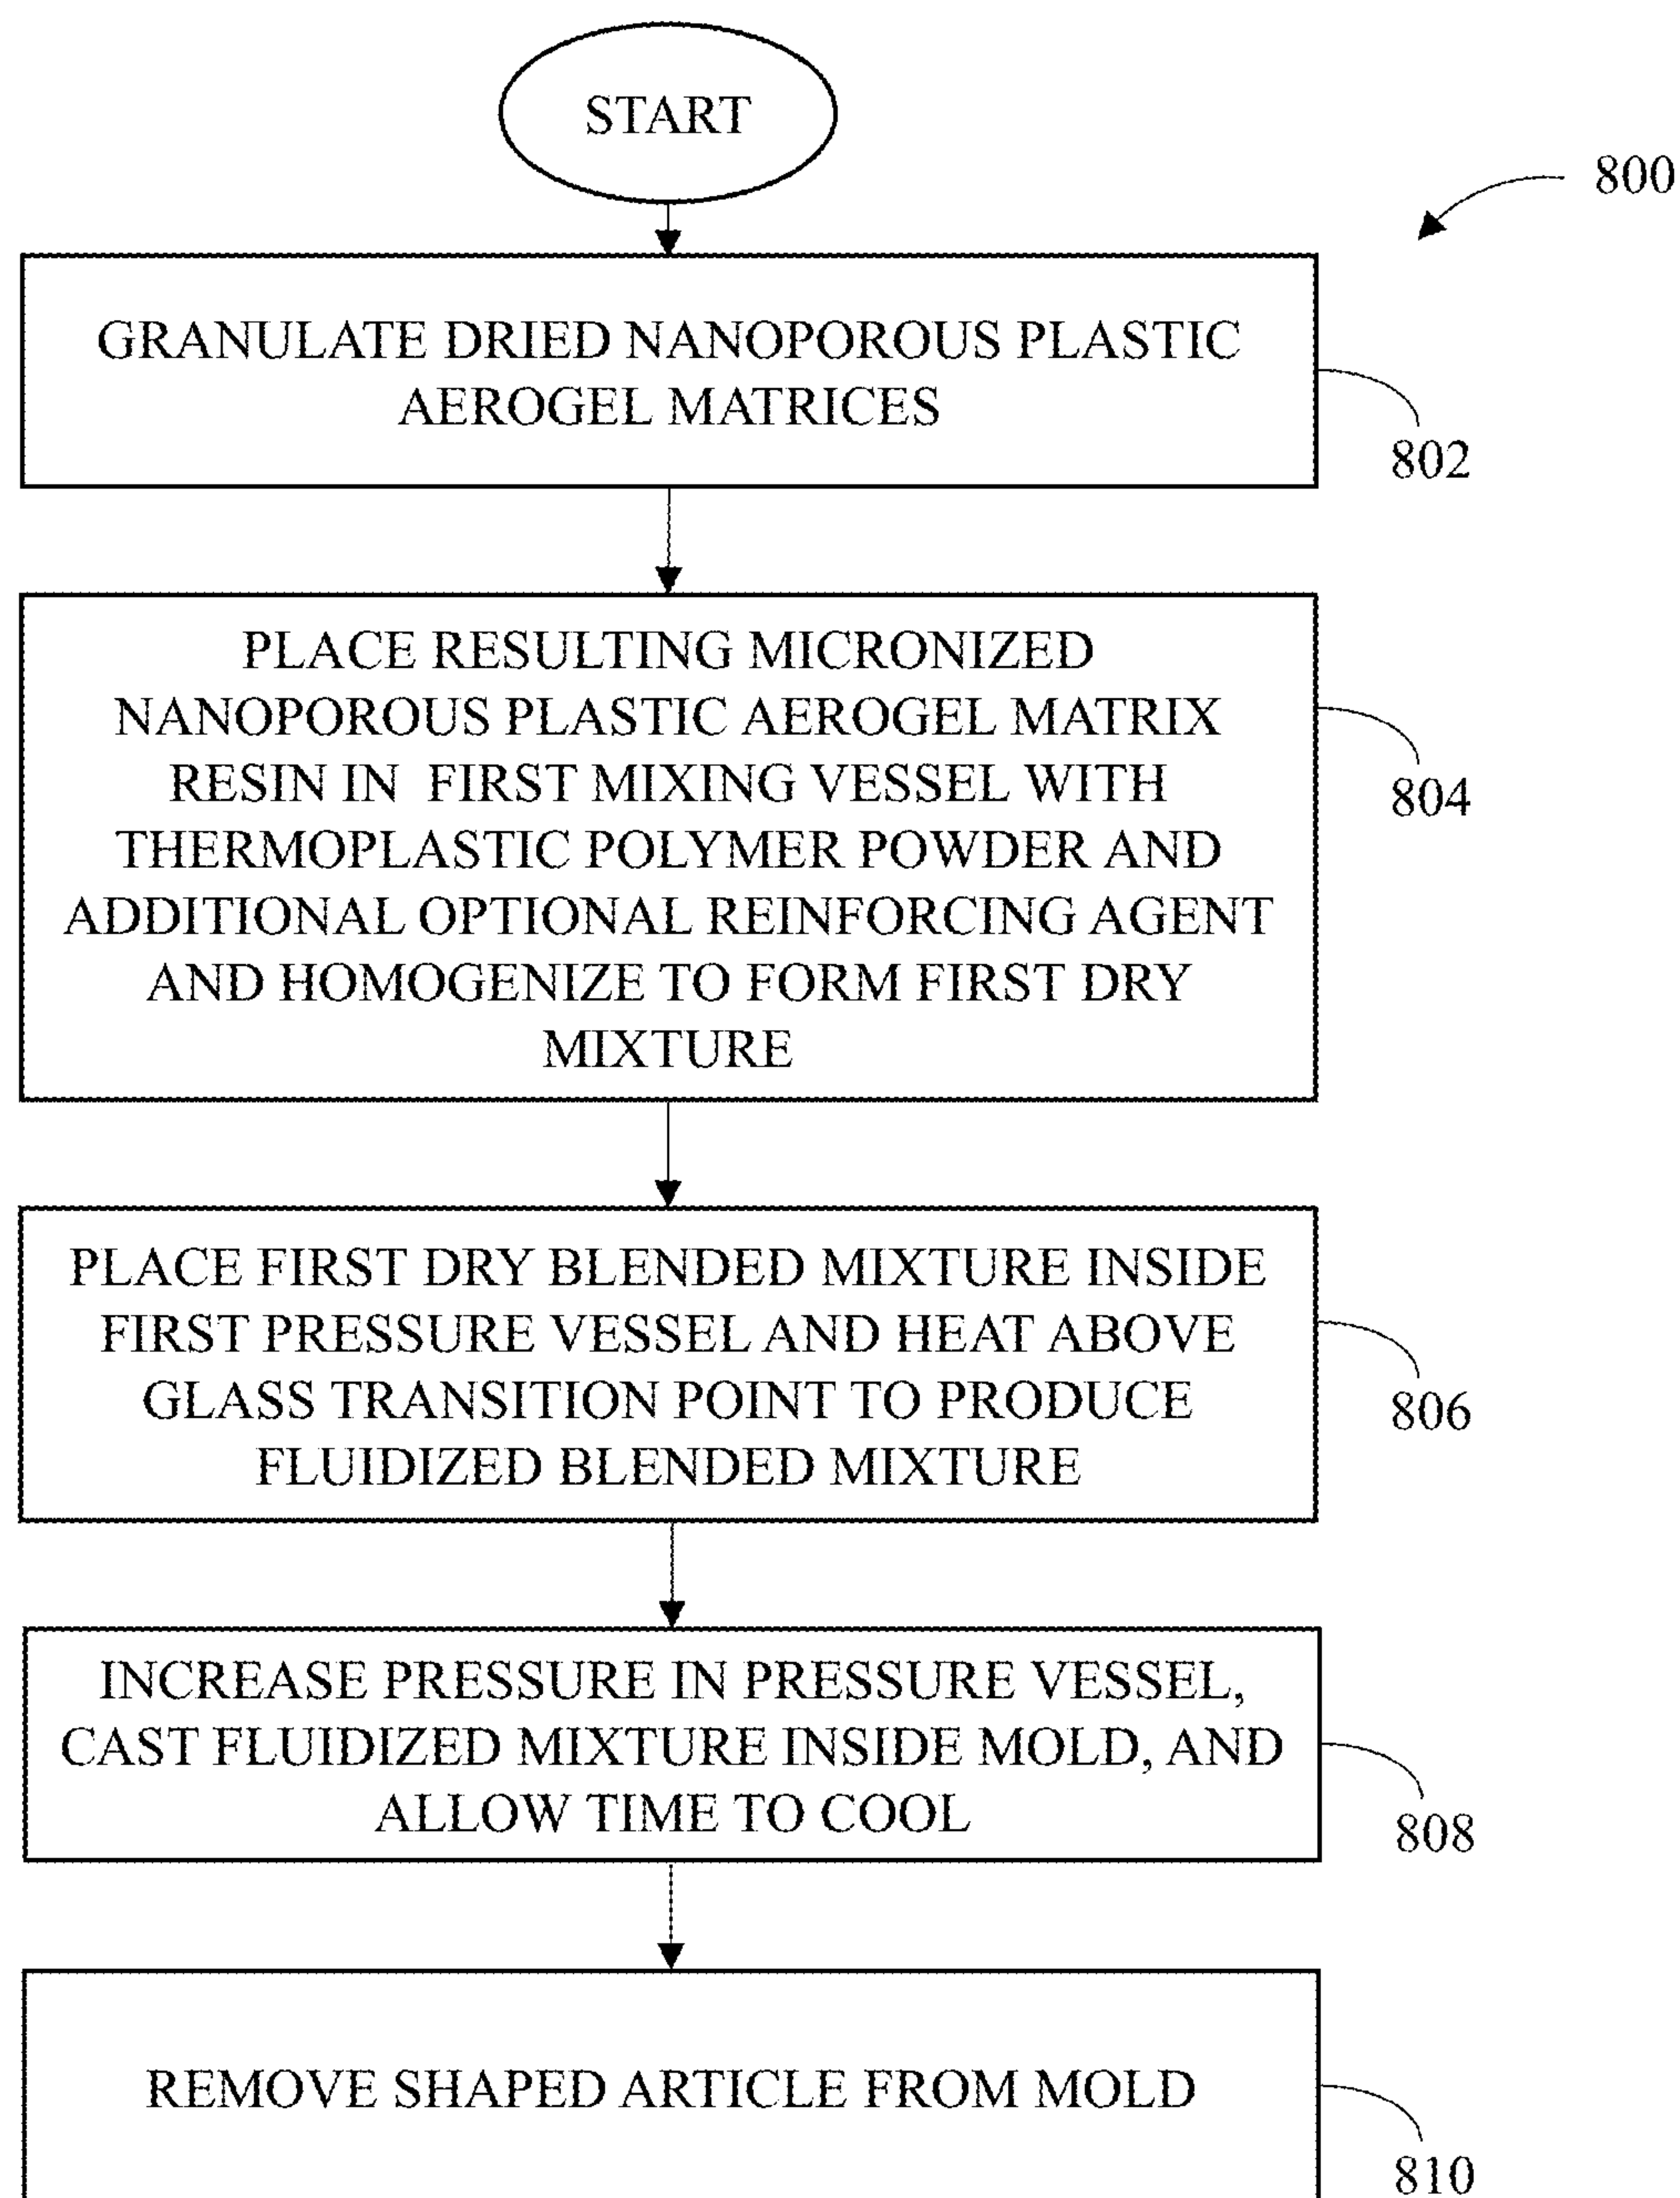 START
800
GRANULATE DRIED NANOPOROUS PLASTIC
AEROGEL MATRICES
802
PLACE RESULTING MICRONIZED
NANOPOROUS PLASTIC AEROGEL MATRIX
RESIN IN FIRST MIXING VESSEL WITH
THERMOPLASTIC POLYMER POWDER AND
ADDITIONAL OPTIONAL REINFORCING AGENT
AND HOMOGENIZE TO FORM FIRST DRY
MIXTURE
804
PLACE FIRST DRY BLENDED MIXTURE INSIDE
FIRST PRESSURE VESSEL AND HEAT ABOVE
GLASS TRANSITION POINT TO PRODUCE
FLUIDIZED BLENDED MIXTURE
806
INCREASE PRESSURE IN PRESSURE VESSEL,
CAST FLUIDIZED MIXTURE INSIDE MOLD, AND
ALLOW TIME TO COOL
808
REMOVE SHAPED ARTICLE FROM MOLD
810